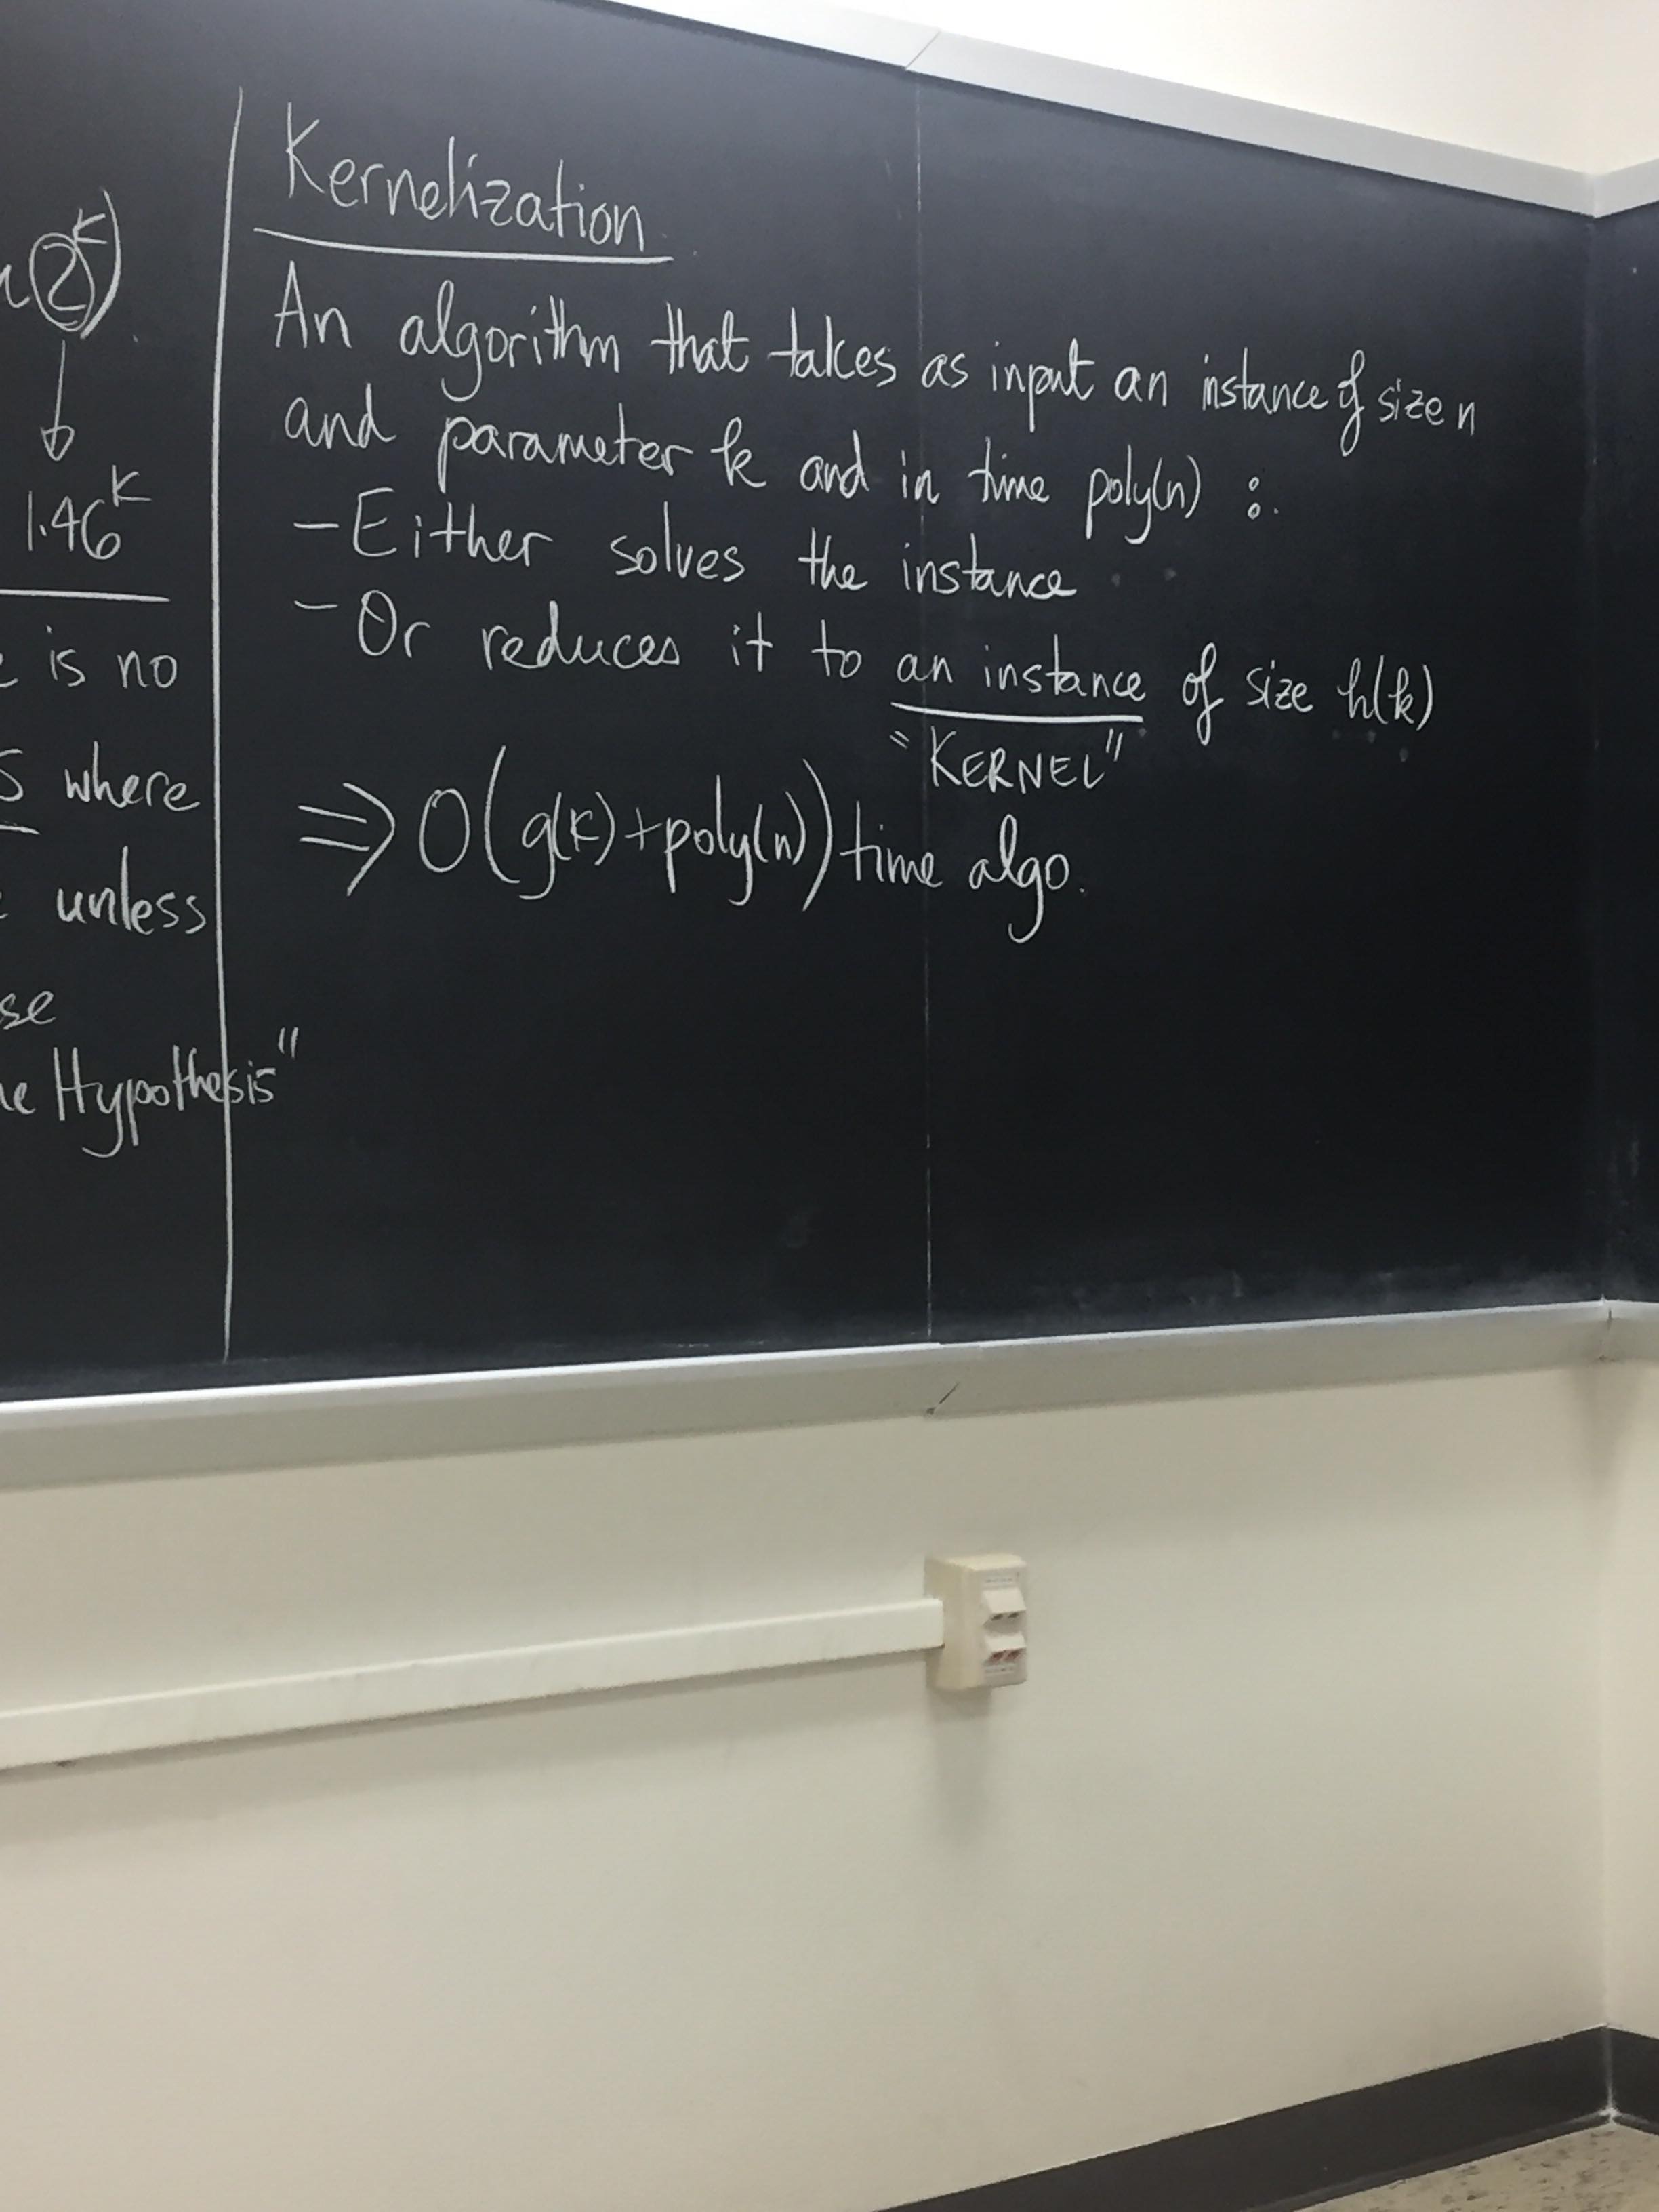 2^k)
1.46^k
is no
where
unless
Hypothesis"
Kernelization
An algorithm that takes as input an instance of size n
and parameter k and in time poly(n) :
- Either solves the instance
- Or reduces it to an instance of size h(k)
"KERNEL"
⇒ O(g(k)+poly(n)) time algo.